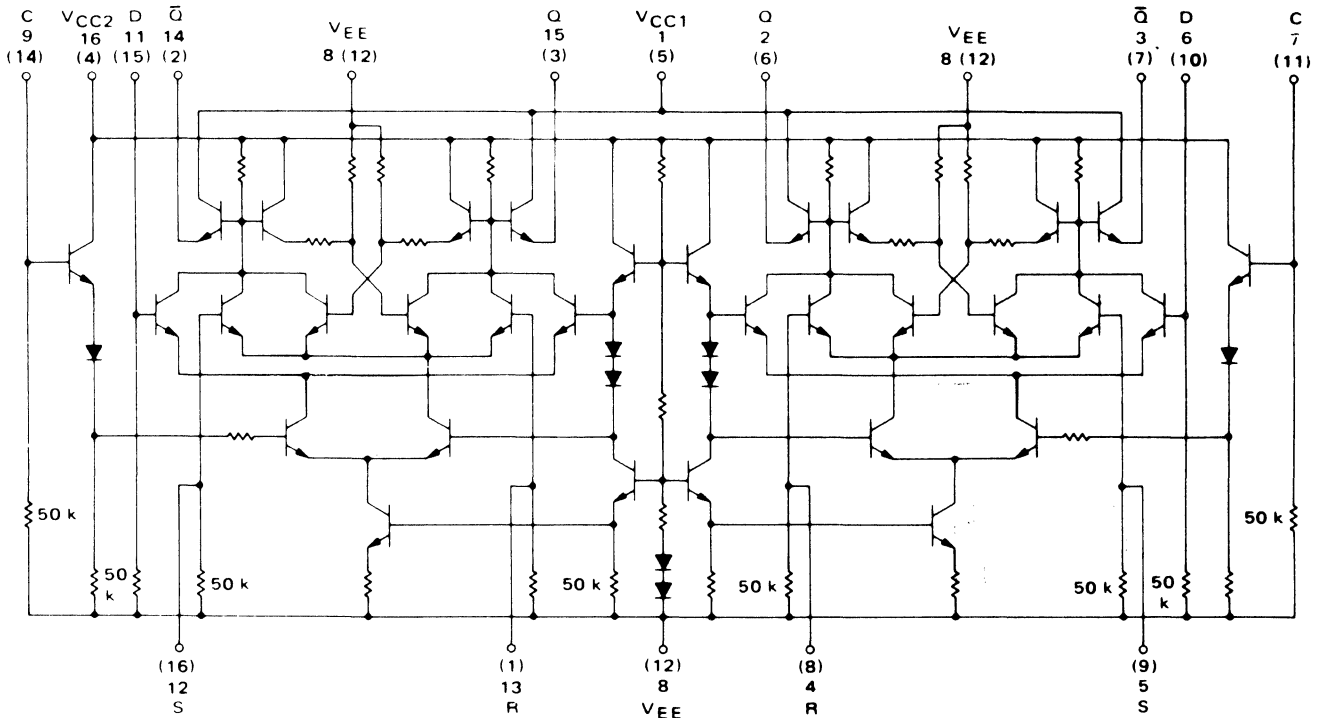 C VCC2 D Q̄ VEE Q VCC1 Q VEE Q̄ D C
9 16 11 14 8 (12) 15 1 2 8 (12) 3 6 7
(14) (4) (15) (2) (3) (5) (6) (7) (10) (11)
50 k
50 k
50 k
50 k
50 k
50 k
50 k
50 k
(16) (1) (12) (8) (9)
12 13 8 4 5
S R VEE R S